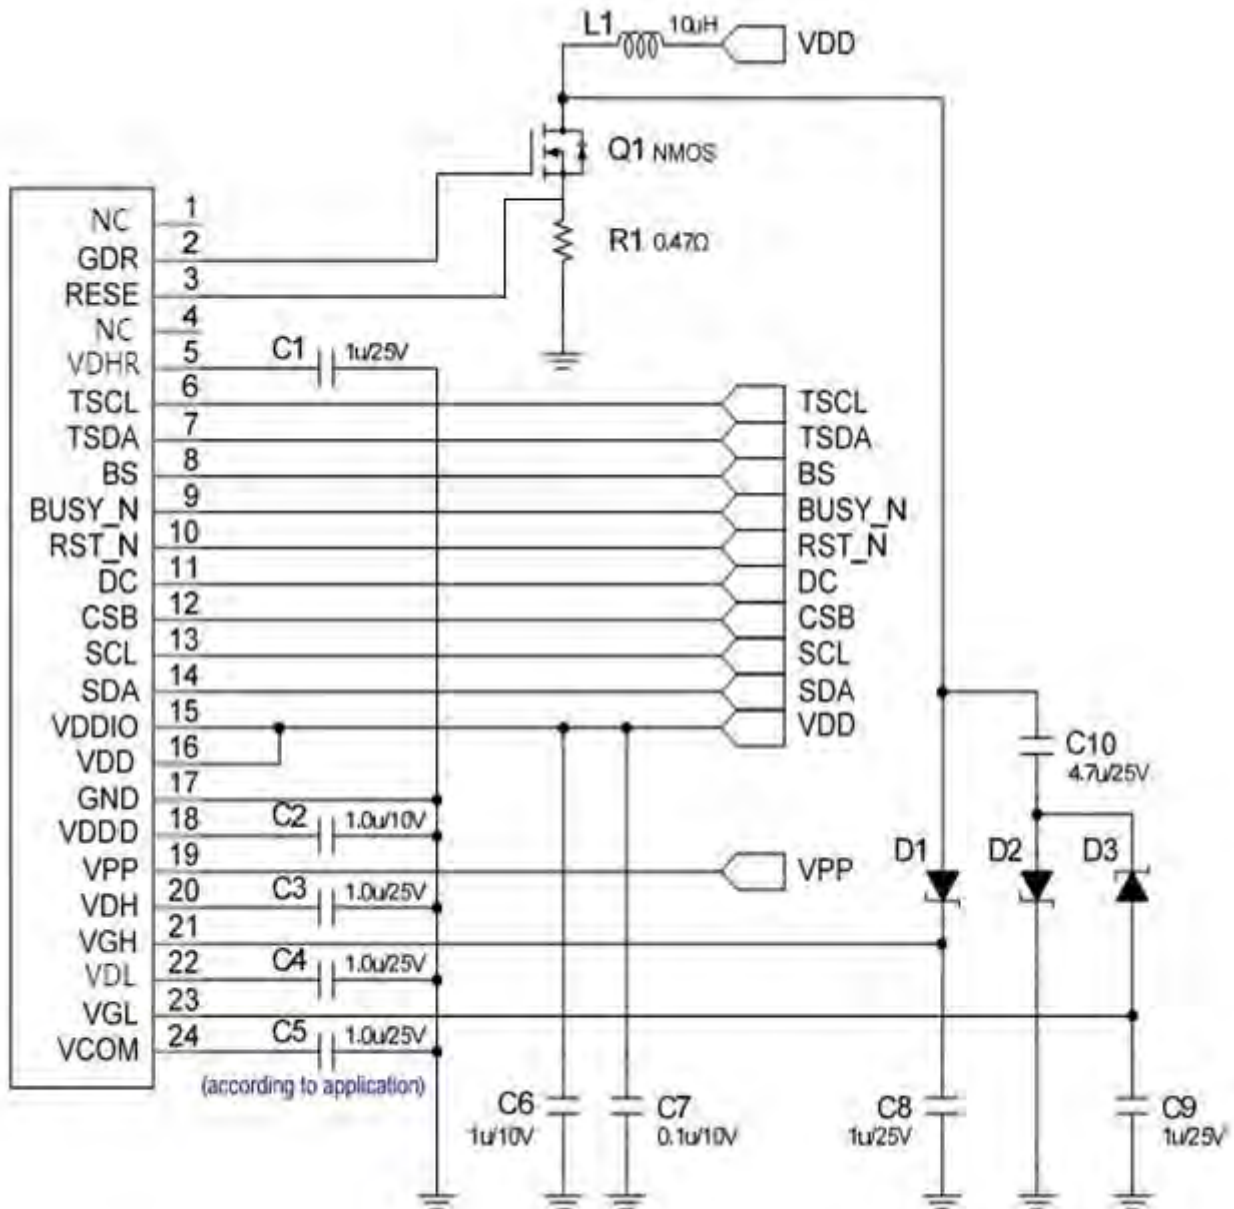 L1 10uH VDD
Q1 NMOS
R1 0.47Ω
NC 1
GDR 2
RESE 3
NC 4
VDHR 5 C1 1u/25V
TSCL 6 TSCL
TSDA 7 TSDA
BS 8 BS
BUSY_N 9 BUSY_N
RST_N 10 RST_N
DC 11 DC
CSB 12 CSB
SCL 13 SCL
SDA 14 SDA
VDDIO 15 VDD
VDD 16
C10
4.7u/25V
GND 17
VDDD 18 C2 1.0u/10V
VPP 19 VPP
D1 D2 D3
VDH 20 C3 1.0u/25V
VGH 21
VDL 22 C4 1.0u/25V
VGL 23
VCOM 24 C5 1.0u/25V
(according to application)
C6 C7 C8 C9
1u/10V 0.1u/10V 1u/25V 1u/25V